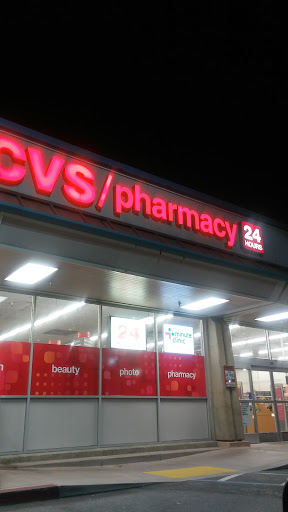 CVS/pharmacy 24
HOURS
24
minute
clinic
beauty
photo
pharmacy